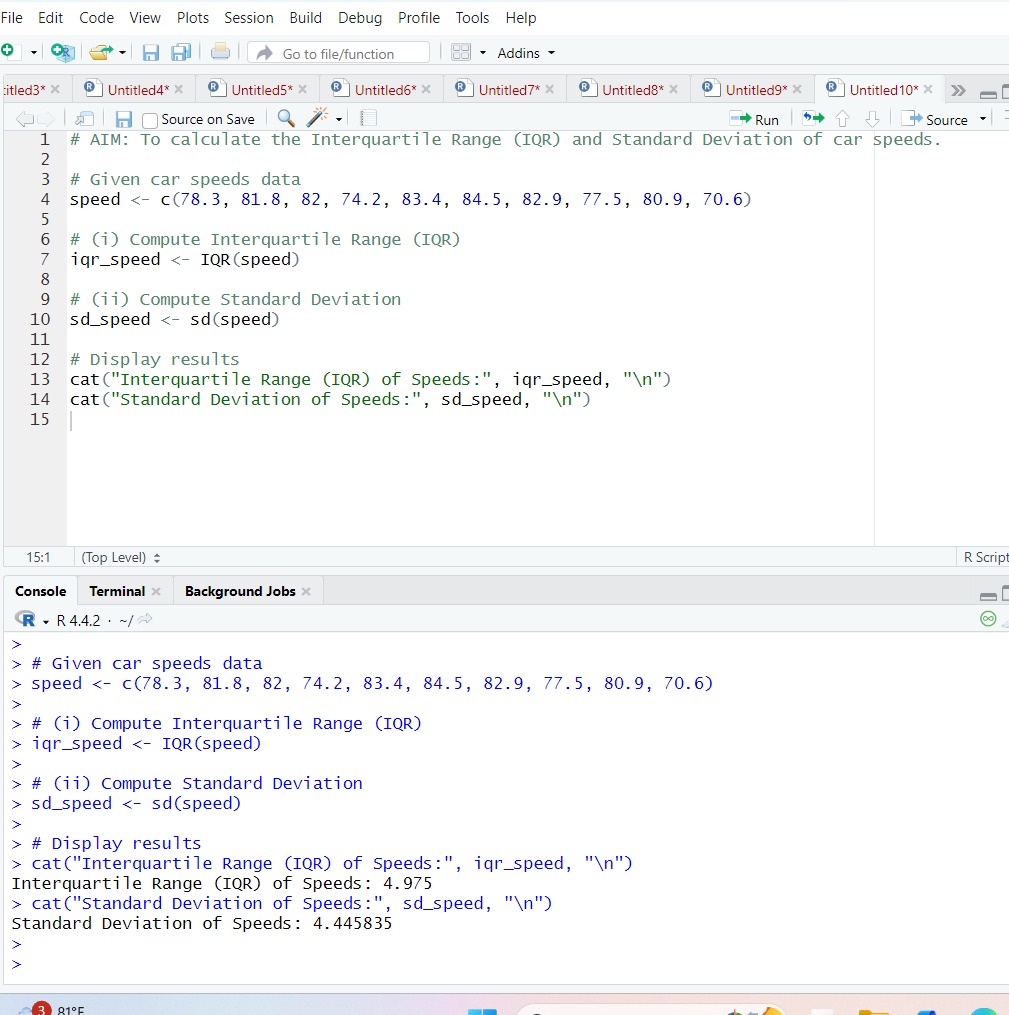 File Edit Code View Plots Session Build Debug Profile Tools Help
Go to file/function Addins
Untitled4* Untitled5* Untitled6* Untitled7* Untitled8* Untitled9* Untitled10*
Source on Save Run Source
1 # AIM: To calculate the Interquartile Range (IQR) and Standard Deviation of car speeds.
2
3 # Given car speeds data
4 speed <- c(78.3, 81.8, 82, 74.2, 83.4, 84.5, 82.9, 77.5, 80.9, 70.6)
5
6 # (i) Compute Interquartile Range (IQR)
7 iqr_speed <- IQR(speed)
8
9 # (ii) Compute Standard Deviation
10 sd_speed <- sd(speed)
11
12 # Display results
13 cat("Interquartile Range (IQR) of Speeds:", iqr_speed, "\n")
14 cat("Standard Deviation of Speeds:", sd_speed, "\n")
15
15:1 (Top Level) R Script
Console Terminal Background Jobs
R R 4.4.2 · ~/
>
> # Given car speeds data
> speed <- c(78.3, 81.8, 82, 74.2, 83.4, 84.5, 82.9, 77.5, 80.9, 70.6)
>
> # (i) Compute Interquartile Range (IQR)
> iqr_speed <- IQR(speed)
>
> # (ii) Compute Standard Deviation
> sd_speed <- sd(speed)
>
> # Display results
> cat("Interquartile Range (IQR) of Speeds:", iqr_speed, "\n")
Interquartile Range (IQR) of Speeds: 4.975
> cat("Standard Deviation of Speeds:", sd_speed, "\n")
Standard Deviation of Speeds: 4.445835
>
>
3 81°F